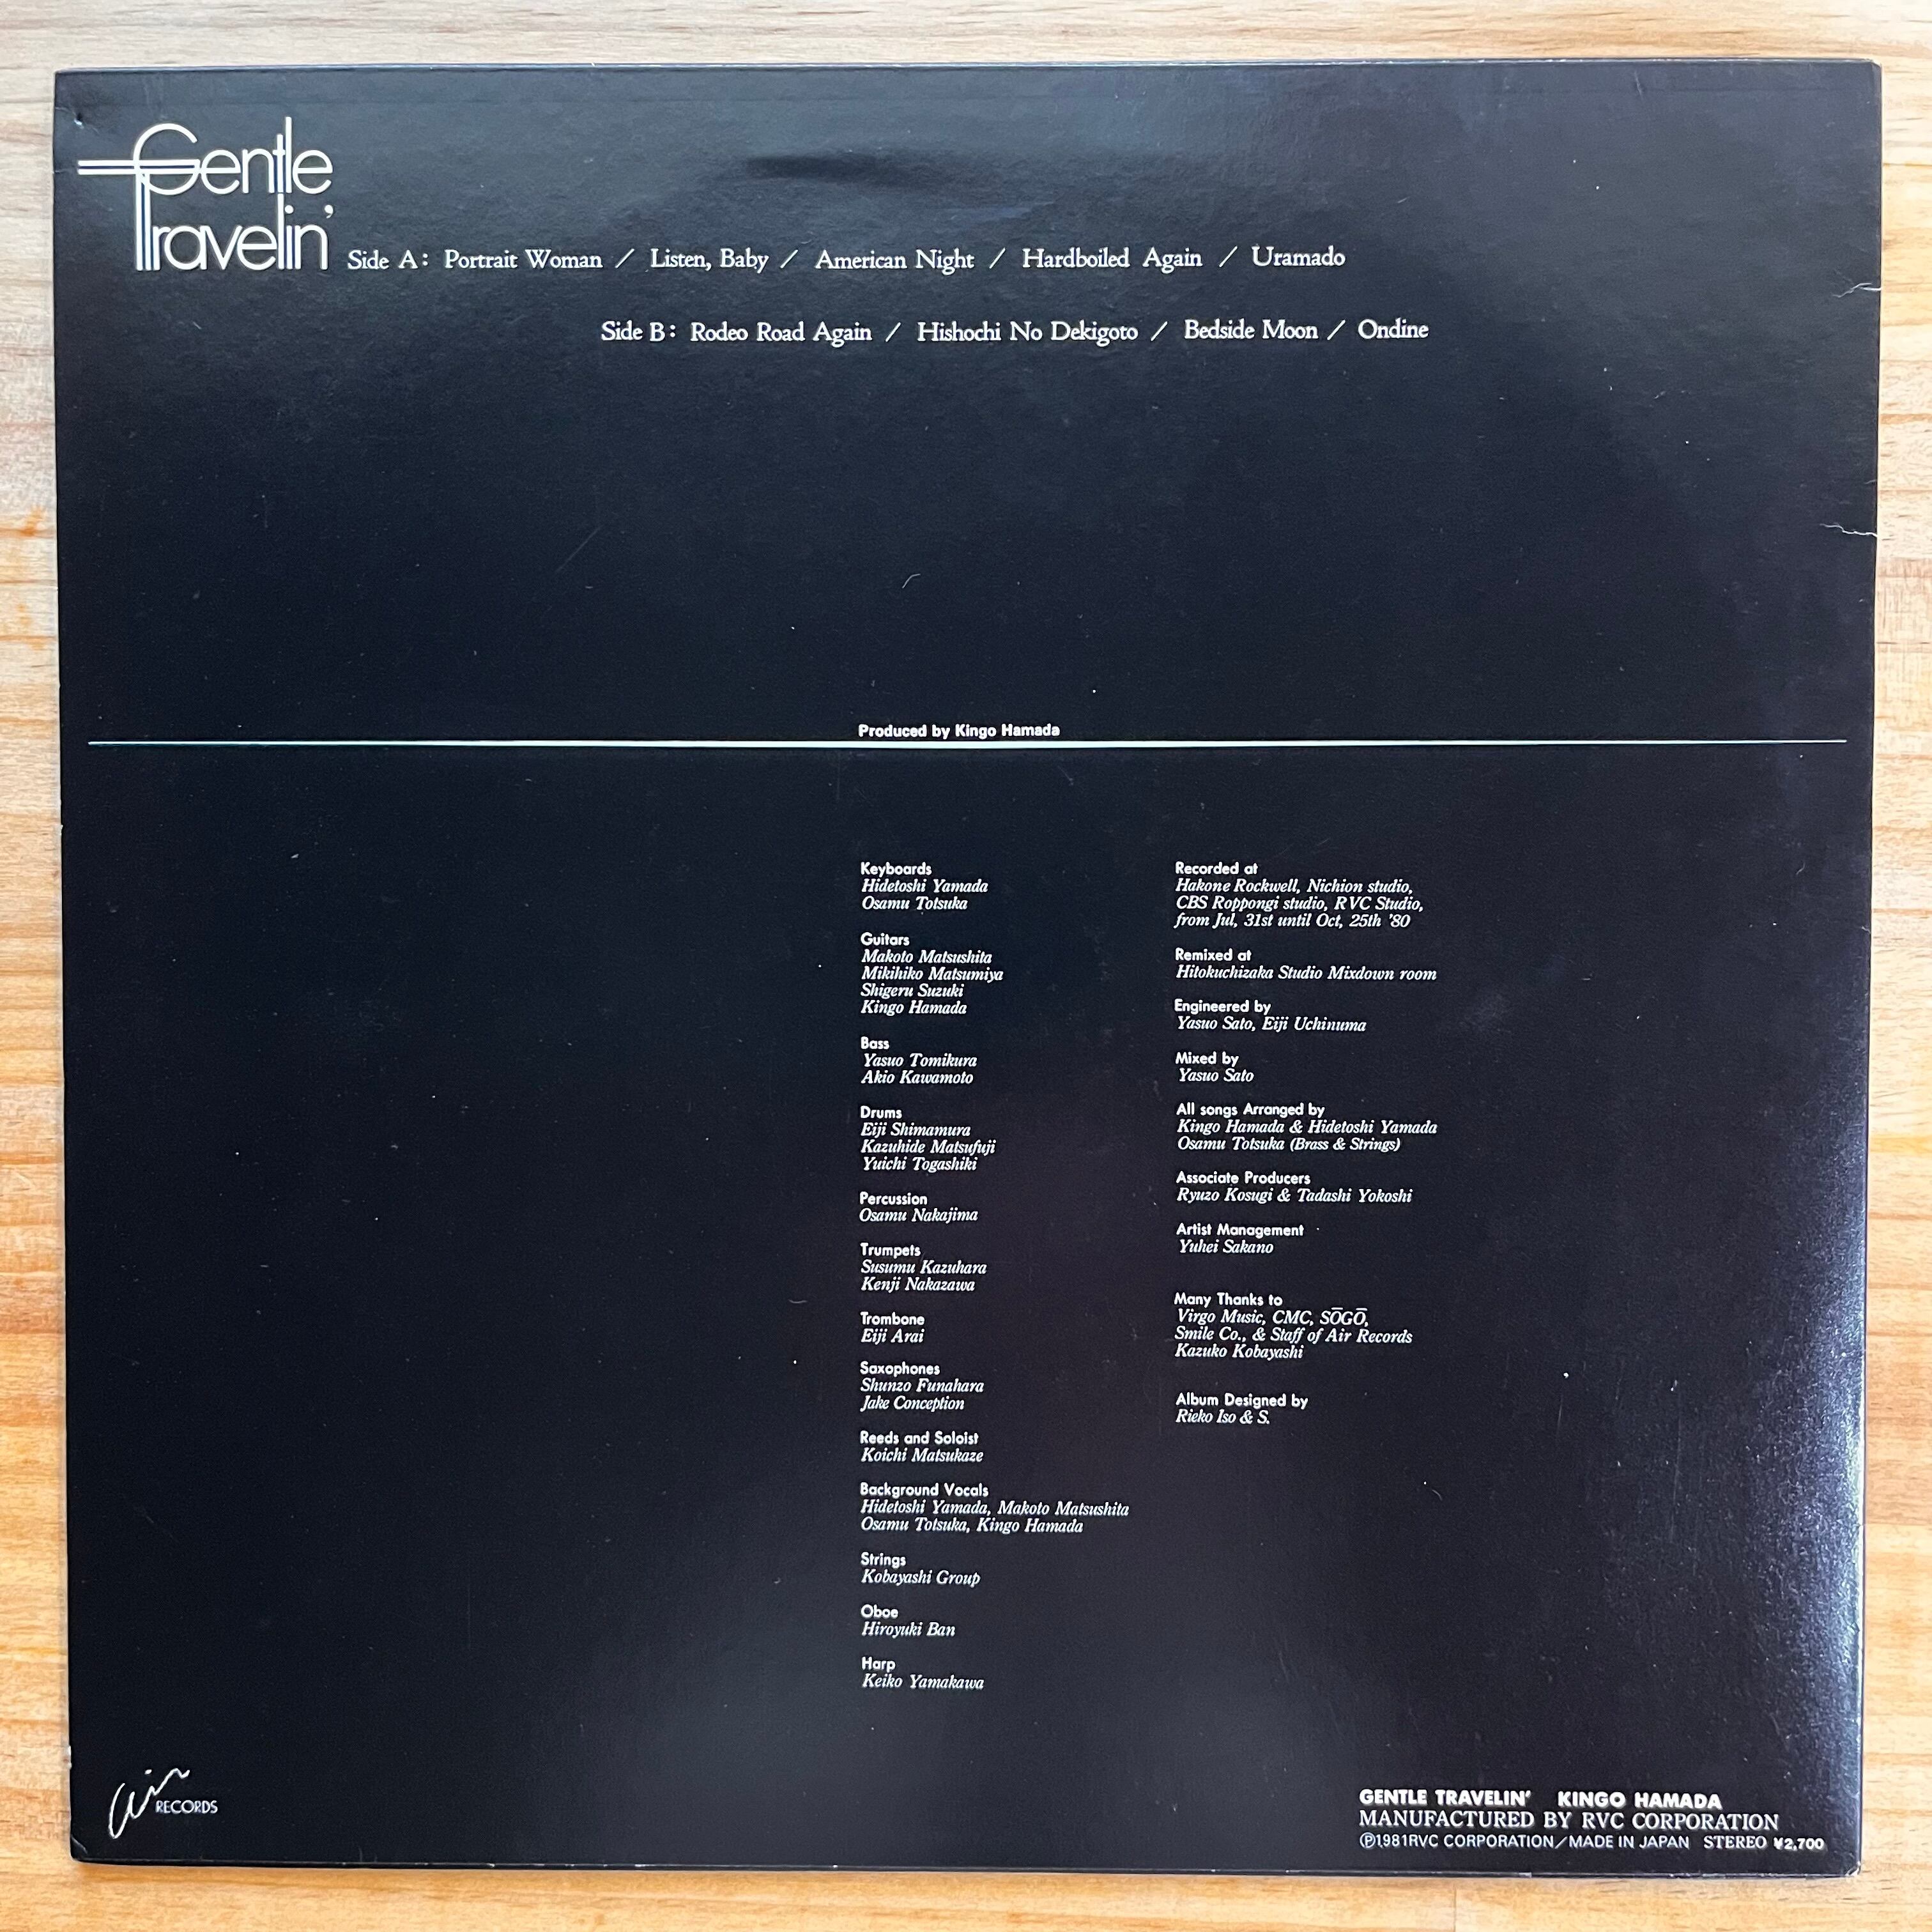 Gentle
Travelin'
Side A: Portrait Woman / Listen, Baby / American Night / Hardboiled Again / Uramado
Side B: Rodeo Road Again / Hishochi No Dekigoto / Bedside Moon / Ondine
Produced by Kingo Hamada
Keyboards
Hidetoshi Yamada
Osamu Totsuka
Guitars
Makoto Matsushita
Mikihiko Matsumiya
Shigeru Suzuki
Kingo Hamada
Bass
Yasuo Tomikura
Akio Kawamoto
Drums
Eiji Shimamura
Kazuhide Matsufuji
Yuichi Togashiki
Percussion
Osamu Nakajima
Trumpets
Susumu Kazuhara
Kenji Nakazawa
Trombone
Eiji Arai
Saxophones
Shunzo Funahara
Jake Conception
Reeds and Soloist
Koichi Matsukaze
Background Vocals
Hidetoshi Yamada, Makoto Matsushita
Osamu Totsuka, Kingo Hamada
Strings
Kobayashi Group
Oboe
Hiroyuki Ban
Harp
Keiko Yamakawa
Recorded at
Hakone Rockwell, Nichion studio,
CBS Roppongi studio, RVC Studio,
from Jul, 31st until Oct, 25th '80
Remixed at
Hitokuchizaka Studio Mixdown room
Engineered by
Yasuo Sato, Eiji Uchinuma
Mixed by
Yasuo Sato
All songs Arranged by
Kingo Hamada & Hidetoshi Yamada
Osamu Totsuka (Brass & Strings)
Associate Producers
Ryuzo Kosugi & Tadashi Yokoshi
Artist Management
Yuhei Sakano
Many Thanks to
Virgo Music, CMC, SŌGŌ,
Smile Co., & Staff of Air Records
Kazuko Kobayashi
Album Designed by
Rieko Iso & S.
air RECORDS
GENTLE TRAVELIN' KINGO HAMADA
MANUFACTURED BY RVC CORPORATION
Ⓟ1981RVC CORPORATION/MADE IN JAPAN STEREO ¥2,700